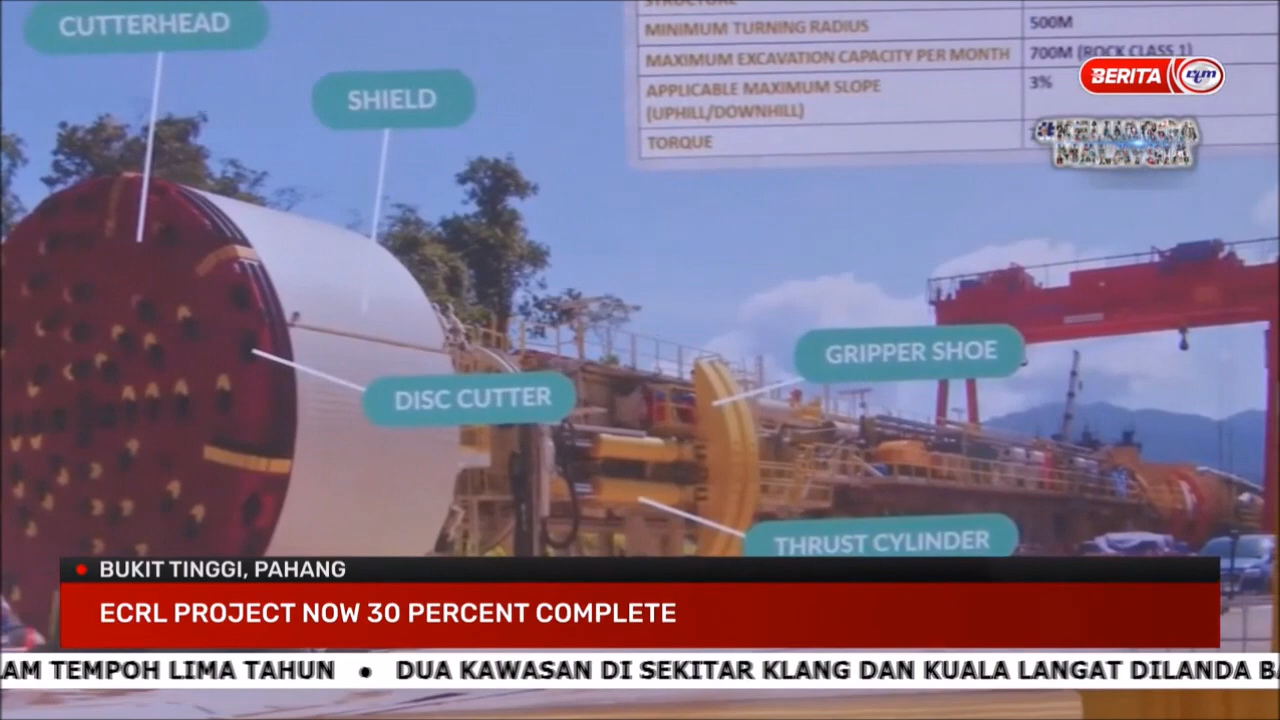 CUTTERHEAD
STRUCTURE
MINIMUM TURNING RADIUS 500M
MAXIMUM EXCAVATION CAPACITY PER MONTH 700M (ROCK CLASS 1)
APPLICABLE MAXIMUM SLOPE 3%
(UPHILL/DOWNHILL)
TORQUE
BERITA rtm
#KELUARGA
MALAYSIA
SHIELD
GRIPPER SHOE
DISC CUTTER
THRUST CYLINDER
BUKIT TINGGI, PAHANG
ECRL PROJECT NOW 30 PERCENT COMPLETE
AM TEMPOH LIMA TAHUN • DUA KAWASAN DI SEKITAR KLANG DAN KUALA LANGAT DILANDA